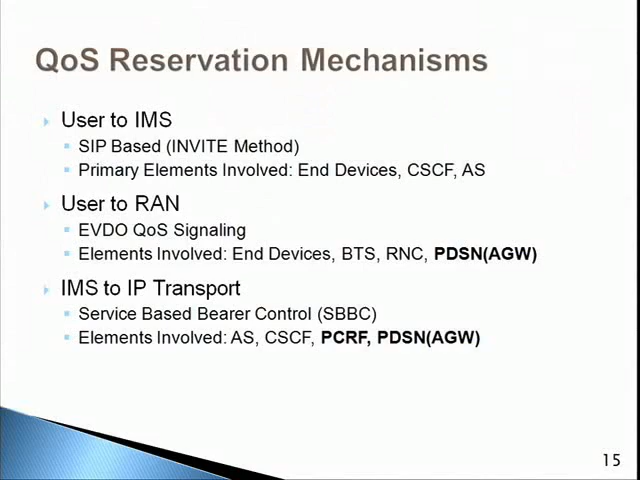 QoS Reservation Mechanisms
User to IMS
SIP Based (INVITE Method)
Primary Elements Involved: End Devices, CSCF, AS
User to RAN
EVDO QoS Signaling
Elements Involved: End Devices, BTS, RNC, PDSN(AGW)
IMS to IP Transport
Service Based Bearer Control (SBBC)
Elements Involved: AS, CSCF, PCRF, PDSN(AGW)
15